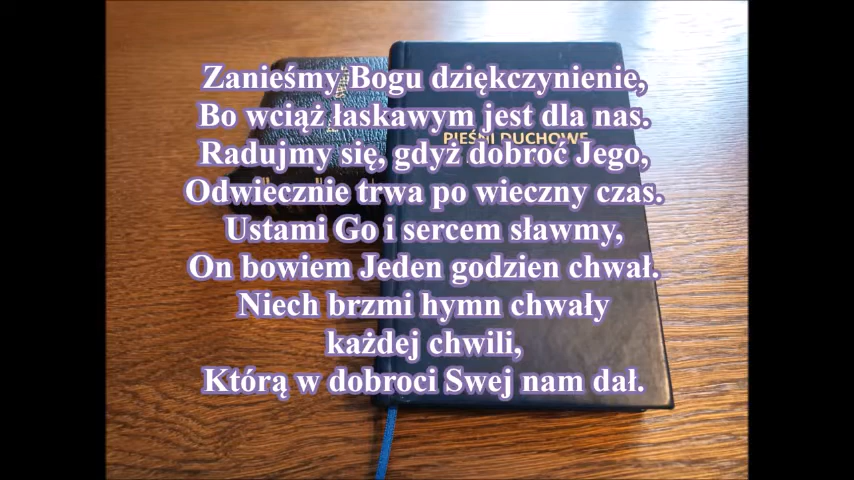 Zanieśmy Bogu dziękczynienie,
Bo wciąż łaskawym jest dla nas.
PIEŚNI DUCHOWE
Radujmy się, gdyż dobroć Jego,
Odwiecznie trwa po wieczny czas.
Ustami Go i sercem sławmy,
On bowiem Jeden godzien chwał.
Niech brzmi hymn chwały
każdej chwili,
Którą w dobroci Swej nam dał.